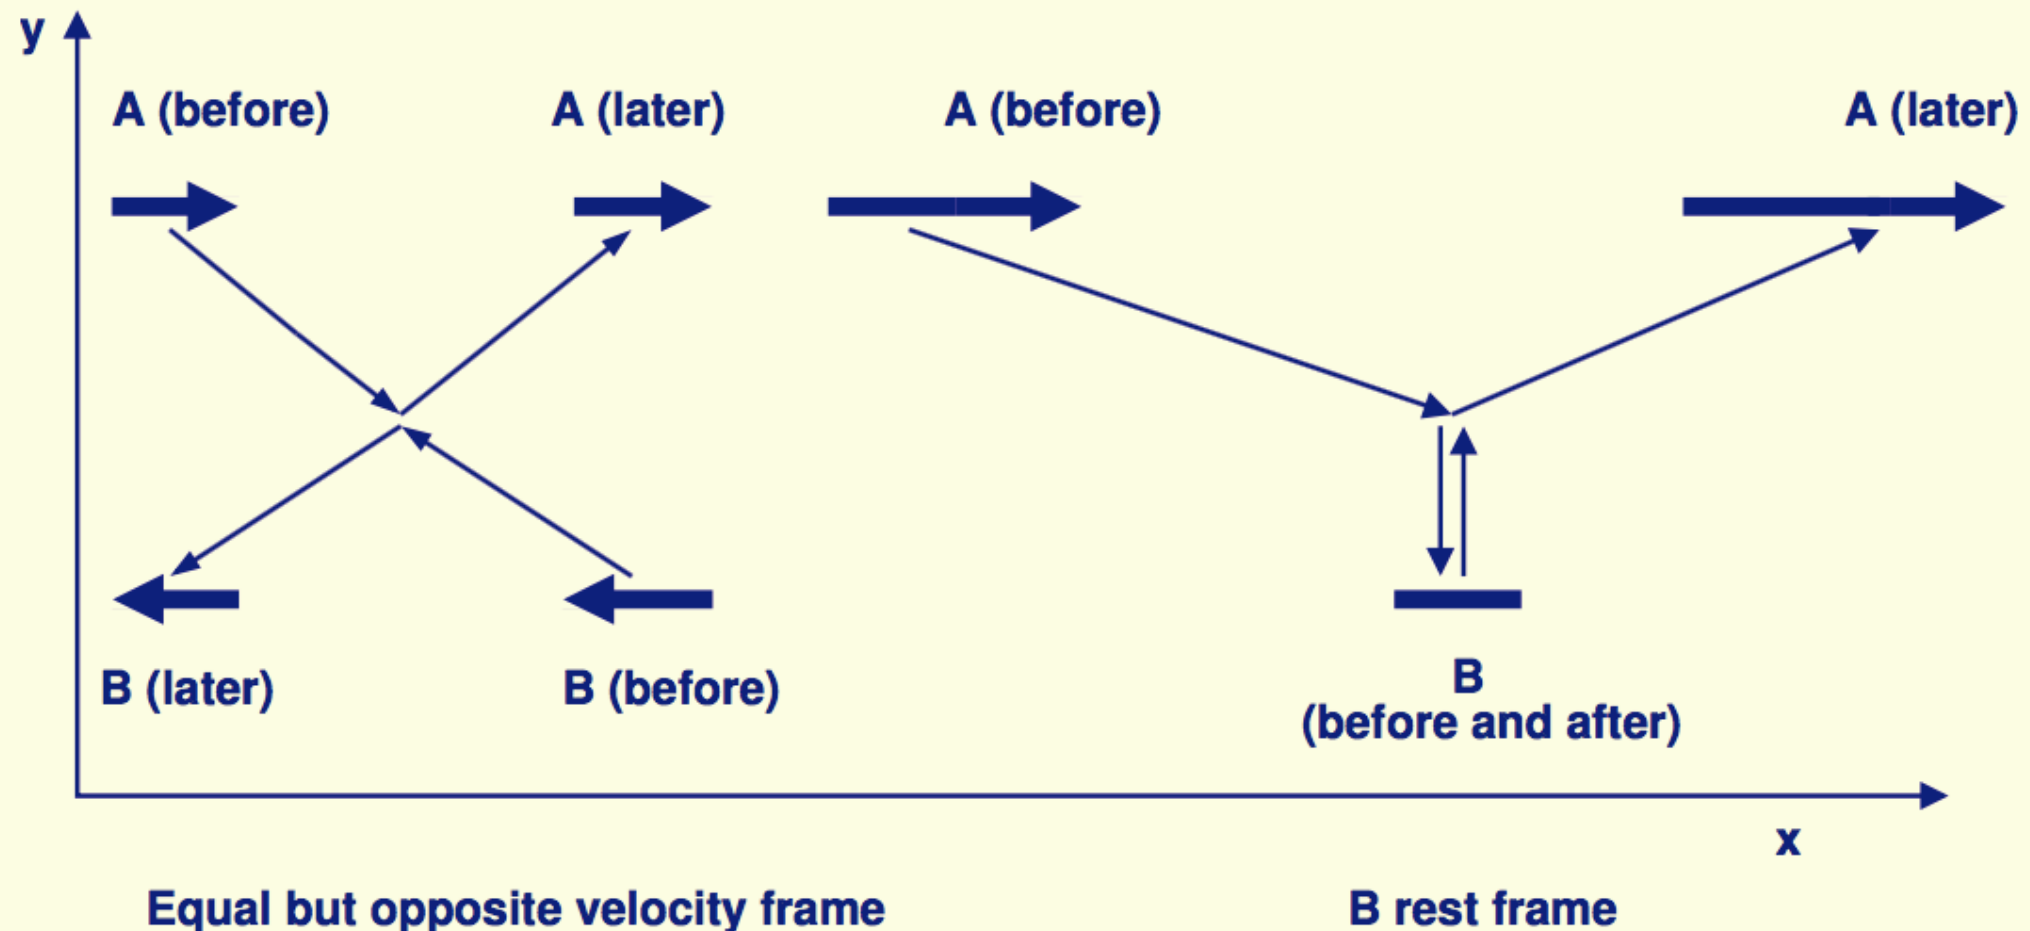 y
A (before)
A (later)
A (before)
A (later)
B (later)
B (before)
B
(before and after)
x
Equal but opposite velocity frame
B rest frame